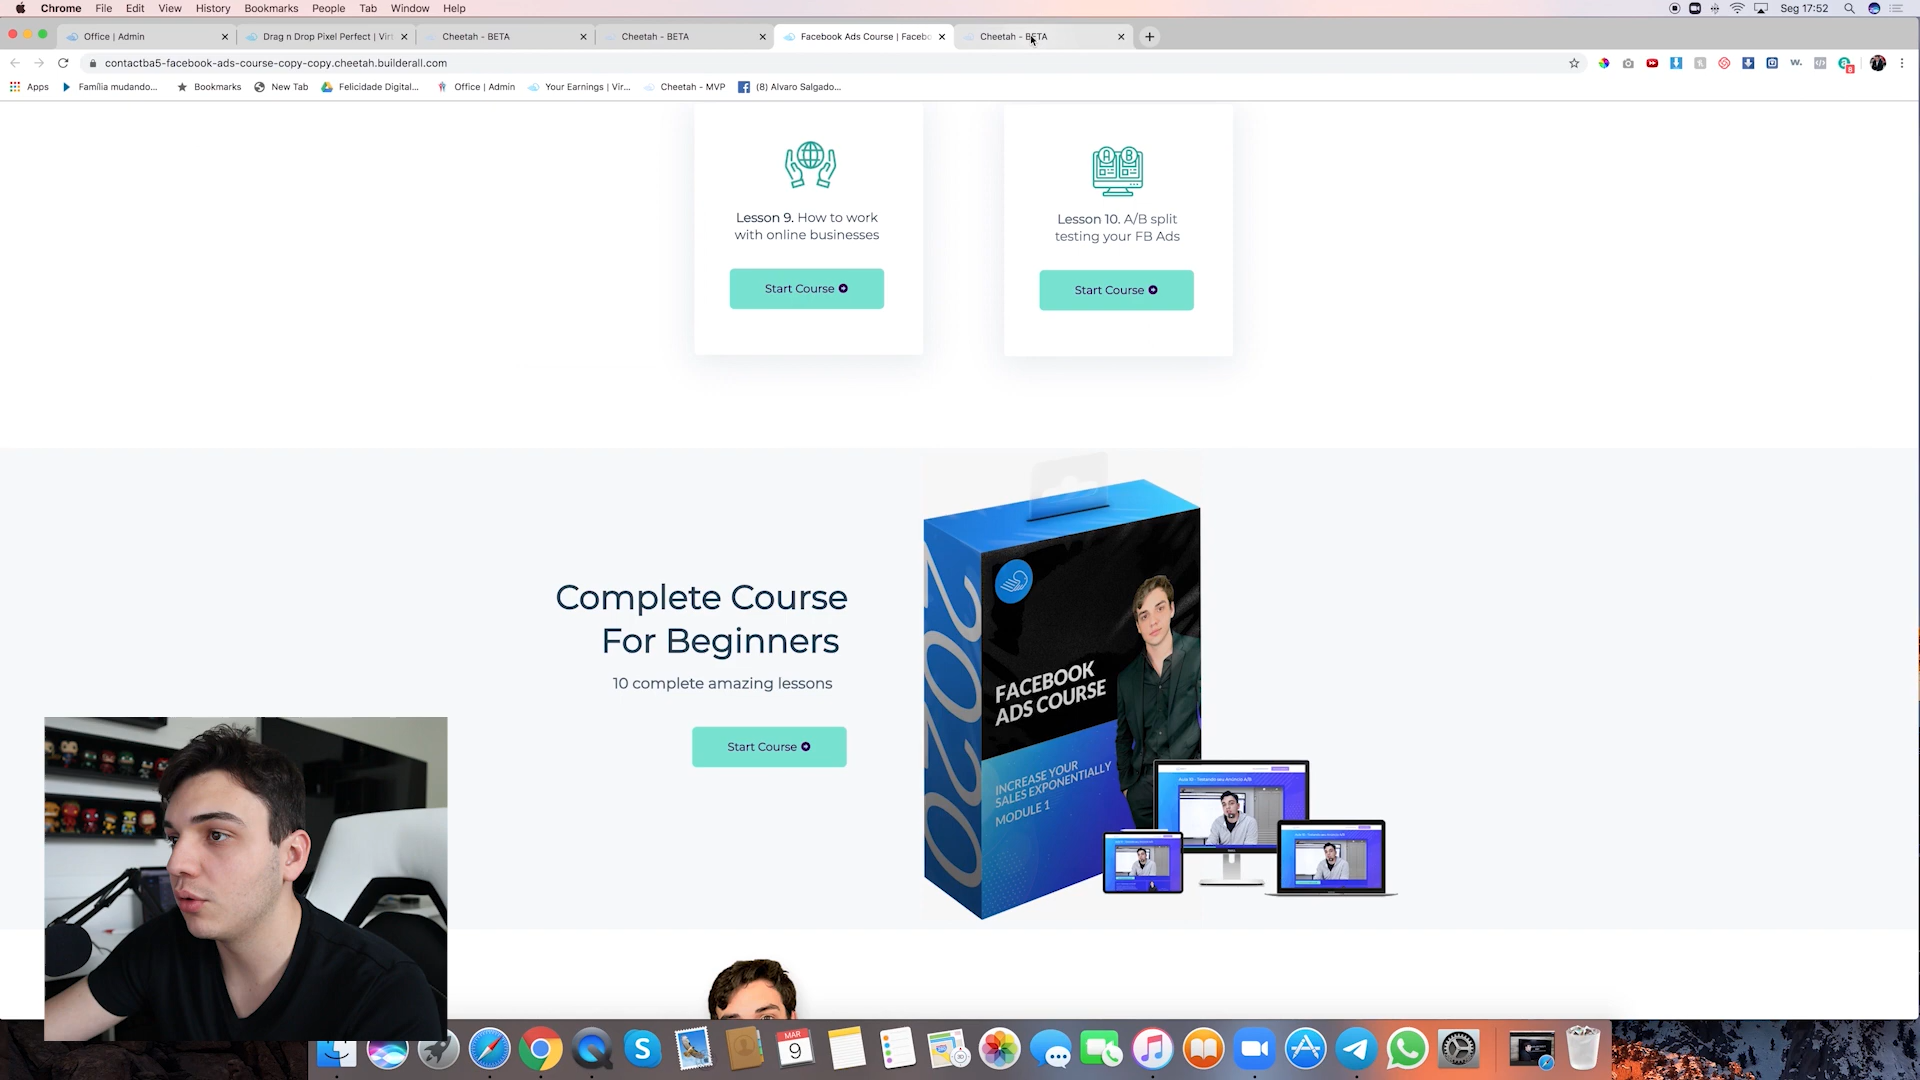 Chrome File Edit View History Bookmarks People Tab Window Help
Seg 17:52
Office | Admin
Drag n Drop Pixel Perfect | Virt
Cheetah - BETA
Cheetah - BETA
Facebook Ads Course | Facebo
Cheetah - BETA
contactba5-facebook-ads-course-copy-copy.cheetah.builderall.com
Apps
Família mudando...
Bookmarks
New Tab
Felicidade Digital...
Office | Admin
Your Earnings | Vir...
Cheetah - MVP
(8) Alvaro Salgado...
A B
Lesson 9. How to work
with online businesses
Start Course
Lesson 10. A/B split
testing your FB Ads
Start Course
Complete Course
For Beginners
10 complete amazing lessons
Start Course
2020
FACEBOOK
ADS COURSE
INCREASE YOUR
SALES EXPONENTIALLY
MODULE 1
MAR
9